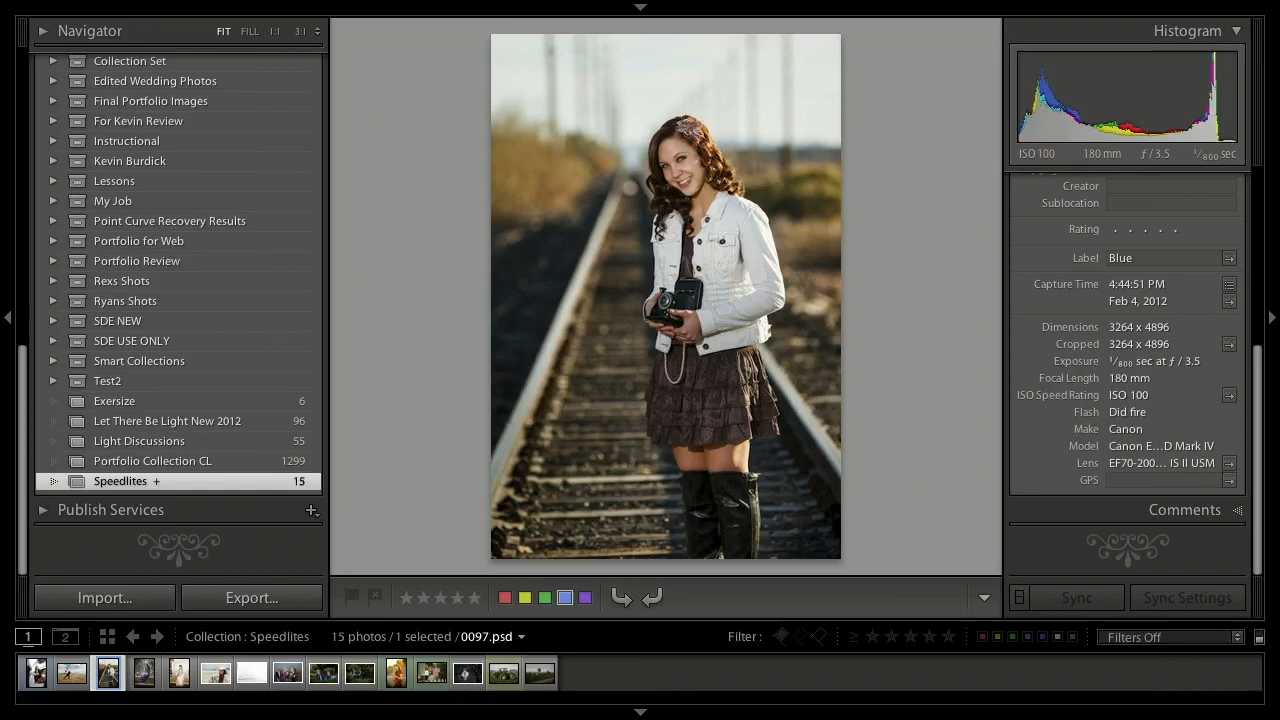 Navigator FIT FILL 1:1 3:1
Collection Set
Edited Wedding Photos
Final Portfolio Images
For Kevin Review
Instructional
Kevin Burdick
Lessons
My Job
Point Curve Recovery Results
Portfolio for Web
Portfolio Review
Rexs Shots
Ryans Shots
SDE NEW
SDE USE ONLY
Smart Collections
Test2
Exersize 6
Let There Be Light New 2012 96
Light Discussions 55
Portfolio Collection CL 1299
Speedlites + 15
Publish Services +
Import... Export...
Histogram
ISO 100 180 mm ƒ / 3.5 1/800 sec
Creator
Sublocation
Rating . . . . .
Label Blue
Capture Time 4:44:51 PM
Feb 4, 2012
Dimensions 3264 x 4896
Cropped 3264 x 4896
Exposure 1/800 sec at ƒ / 3.5
Focal Length 180 mm
ISO Speed Rating ISO 100
Flash Did fire
Make Canon
Model Canon E...D Mark IV
Lens EF70-200... IS II USM
GPS
Comments
Sync Sync Settings
1 2 Collection : Speedlites 15 photos / 1 selected / 0097.psd Filter : ≥ Filters Off